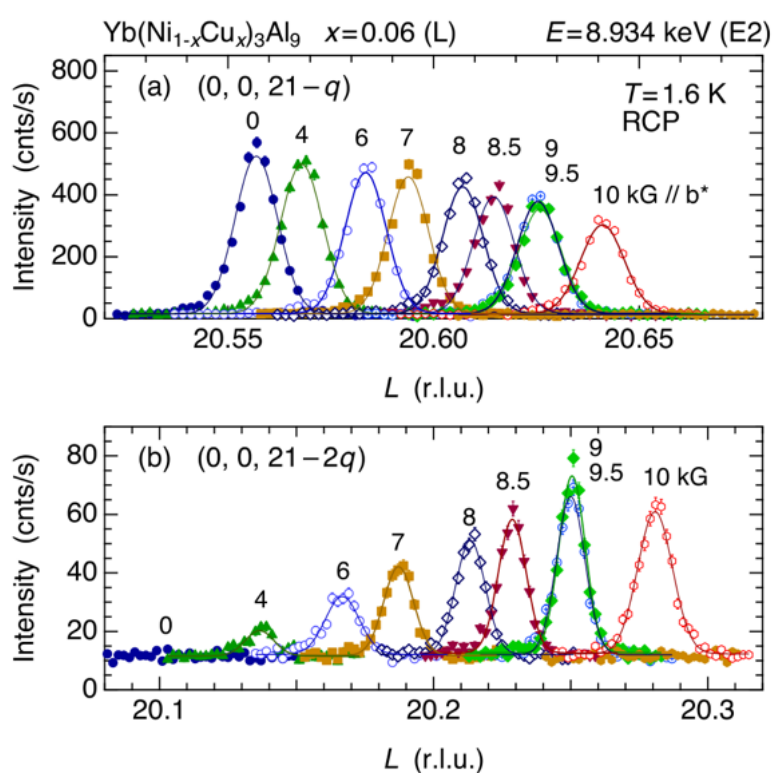 Yb(Ni1-xCux)3Al9 x=0.06 (L) E=8.934 keV (E2)
800
600
400
200
0
Intensity (cnts/s)
(a) (0, 0, 21−q)
T=1.6 K
RCP
0
4
6
7
8
8.5
9
9.5
10 kG // b*
20.55
20.60
20.65
L (r.l.u.)
80
60
40
20
0
Intensity (cnts/s)
(b) (0, 0, 21−2q)
0
4
6
7
8
8.5
9
9.5
10 kG
20.1
20.2
20.3
L (r.l.u.)